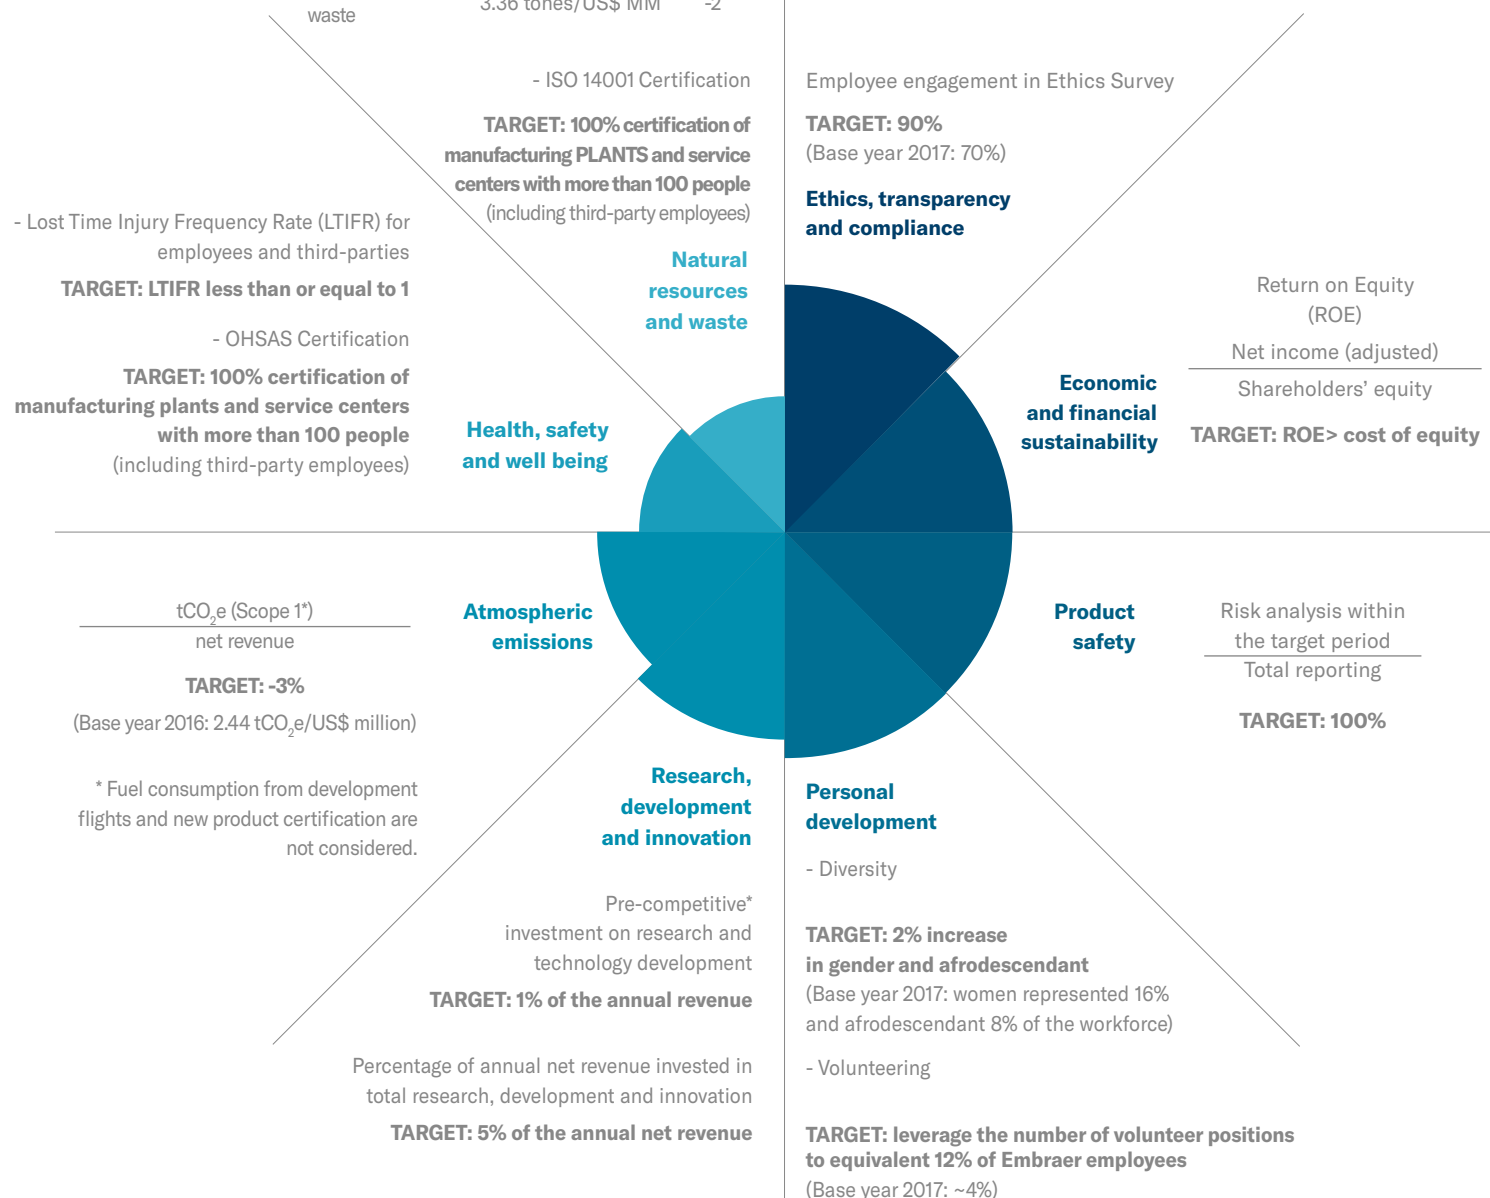 waste
3.36 tones/US$ MM -2
- ISO 14001 Certification
TARGET: 100% certification of
manufacturing PLANTS and service
centers with more than 100 people
(including third-party employees)
Natural
resources
and waste
Employee engagement in Ethics Survey
TARGET: 90%
(Base year 2017: 70%)
Ethics, transparency
and compliance
- Lost Time Injury Frequency Rate (LTIFR) for
employees and third-parties
TARGET: LTIFR less than or equal to 1
- OHSAS Certification
TARGET: 100% certification of
manufacturing plants and service centers
with more than 100 people
(including third-party employees)
Health, safety
and well being
Economic
and financial
sustainability
Return on Equity
(ROE)
Net income (adjusted)
Shareholders’ equity
TARGET: ROE> cost of equity
tCO2e (Scope 1*)
net revenue
TARGET: -3%
(Base year 2016: 2.44 tCO2e/US$ million)
* Fuel consumption from development
flights and new product certification are
not considered.
Atmospheric
emissions
Product
safety
Risk analysis within
the target period
Total reporting
TARGET: 100%
Research,
development
and innovation
Pre-competitive*
investment on research and
technology development
TARGET: 1% of the annual revenue
Percentage of annual net revenue invested in
total research, development and innovation
TARGET: 5% of the annual net revenue
Personal
development
- Diversity
TARGET: 2% increase
in gender and afrodescendant
(Base year 2017: women represented 16%
and afrodescendant 8% of the workforce)
- Volunteering
TARGET: leverage the number of volunteer positions
to equivalent 12% of Embraer employees
(Base year 2017: ~4%)